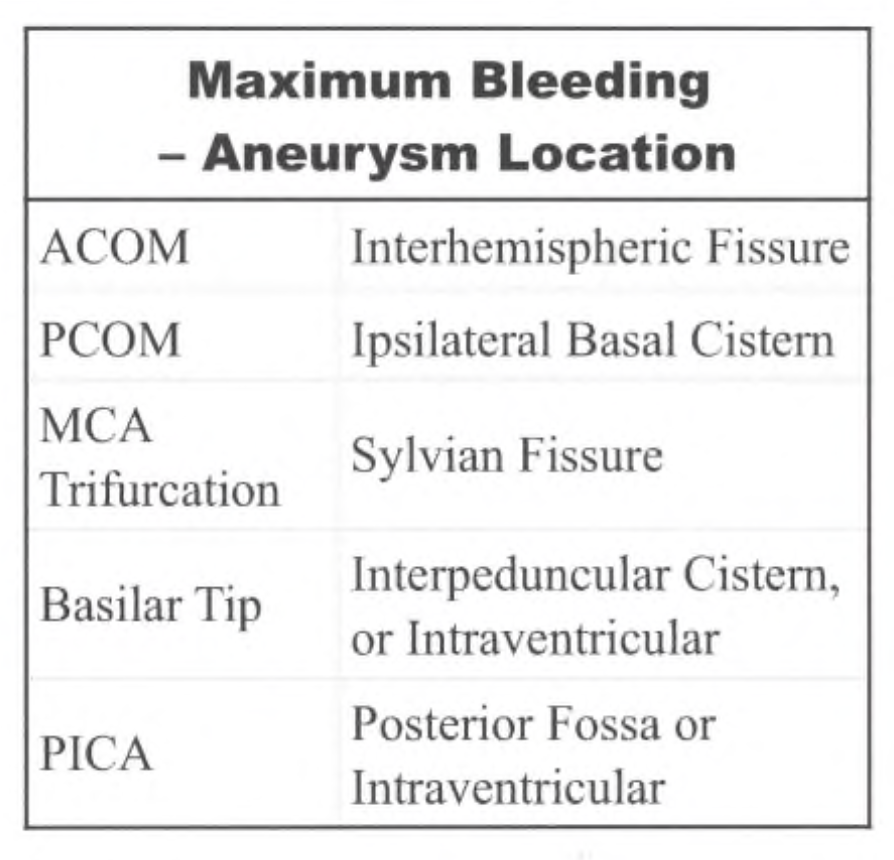 Maximum Bleeding
– Aneurysm Location
ACOM Interhemispheric Fissure
PCOM Ipsilateral Basal Cistern
MCA
Trifurcation
Sylvian Fissure
Basilar Tip
Interpeduncular Cistern,
or Intraventricular
PICA
Posterior Fossa or
Intraventricular